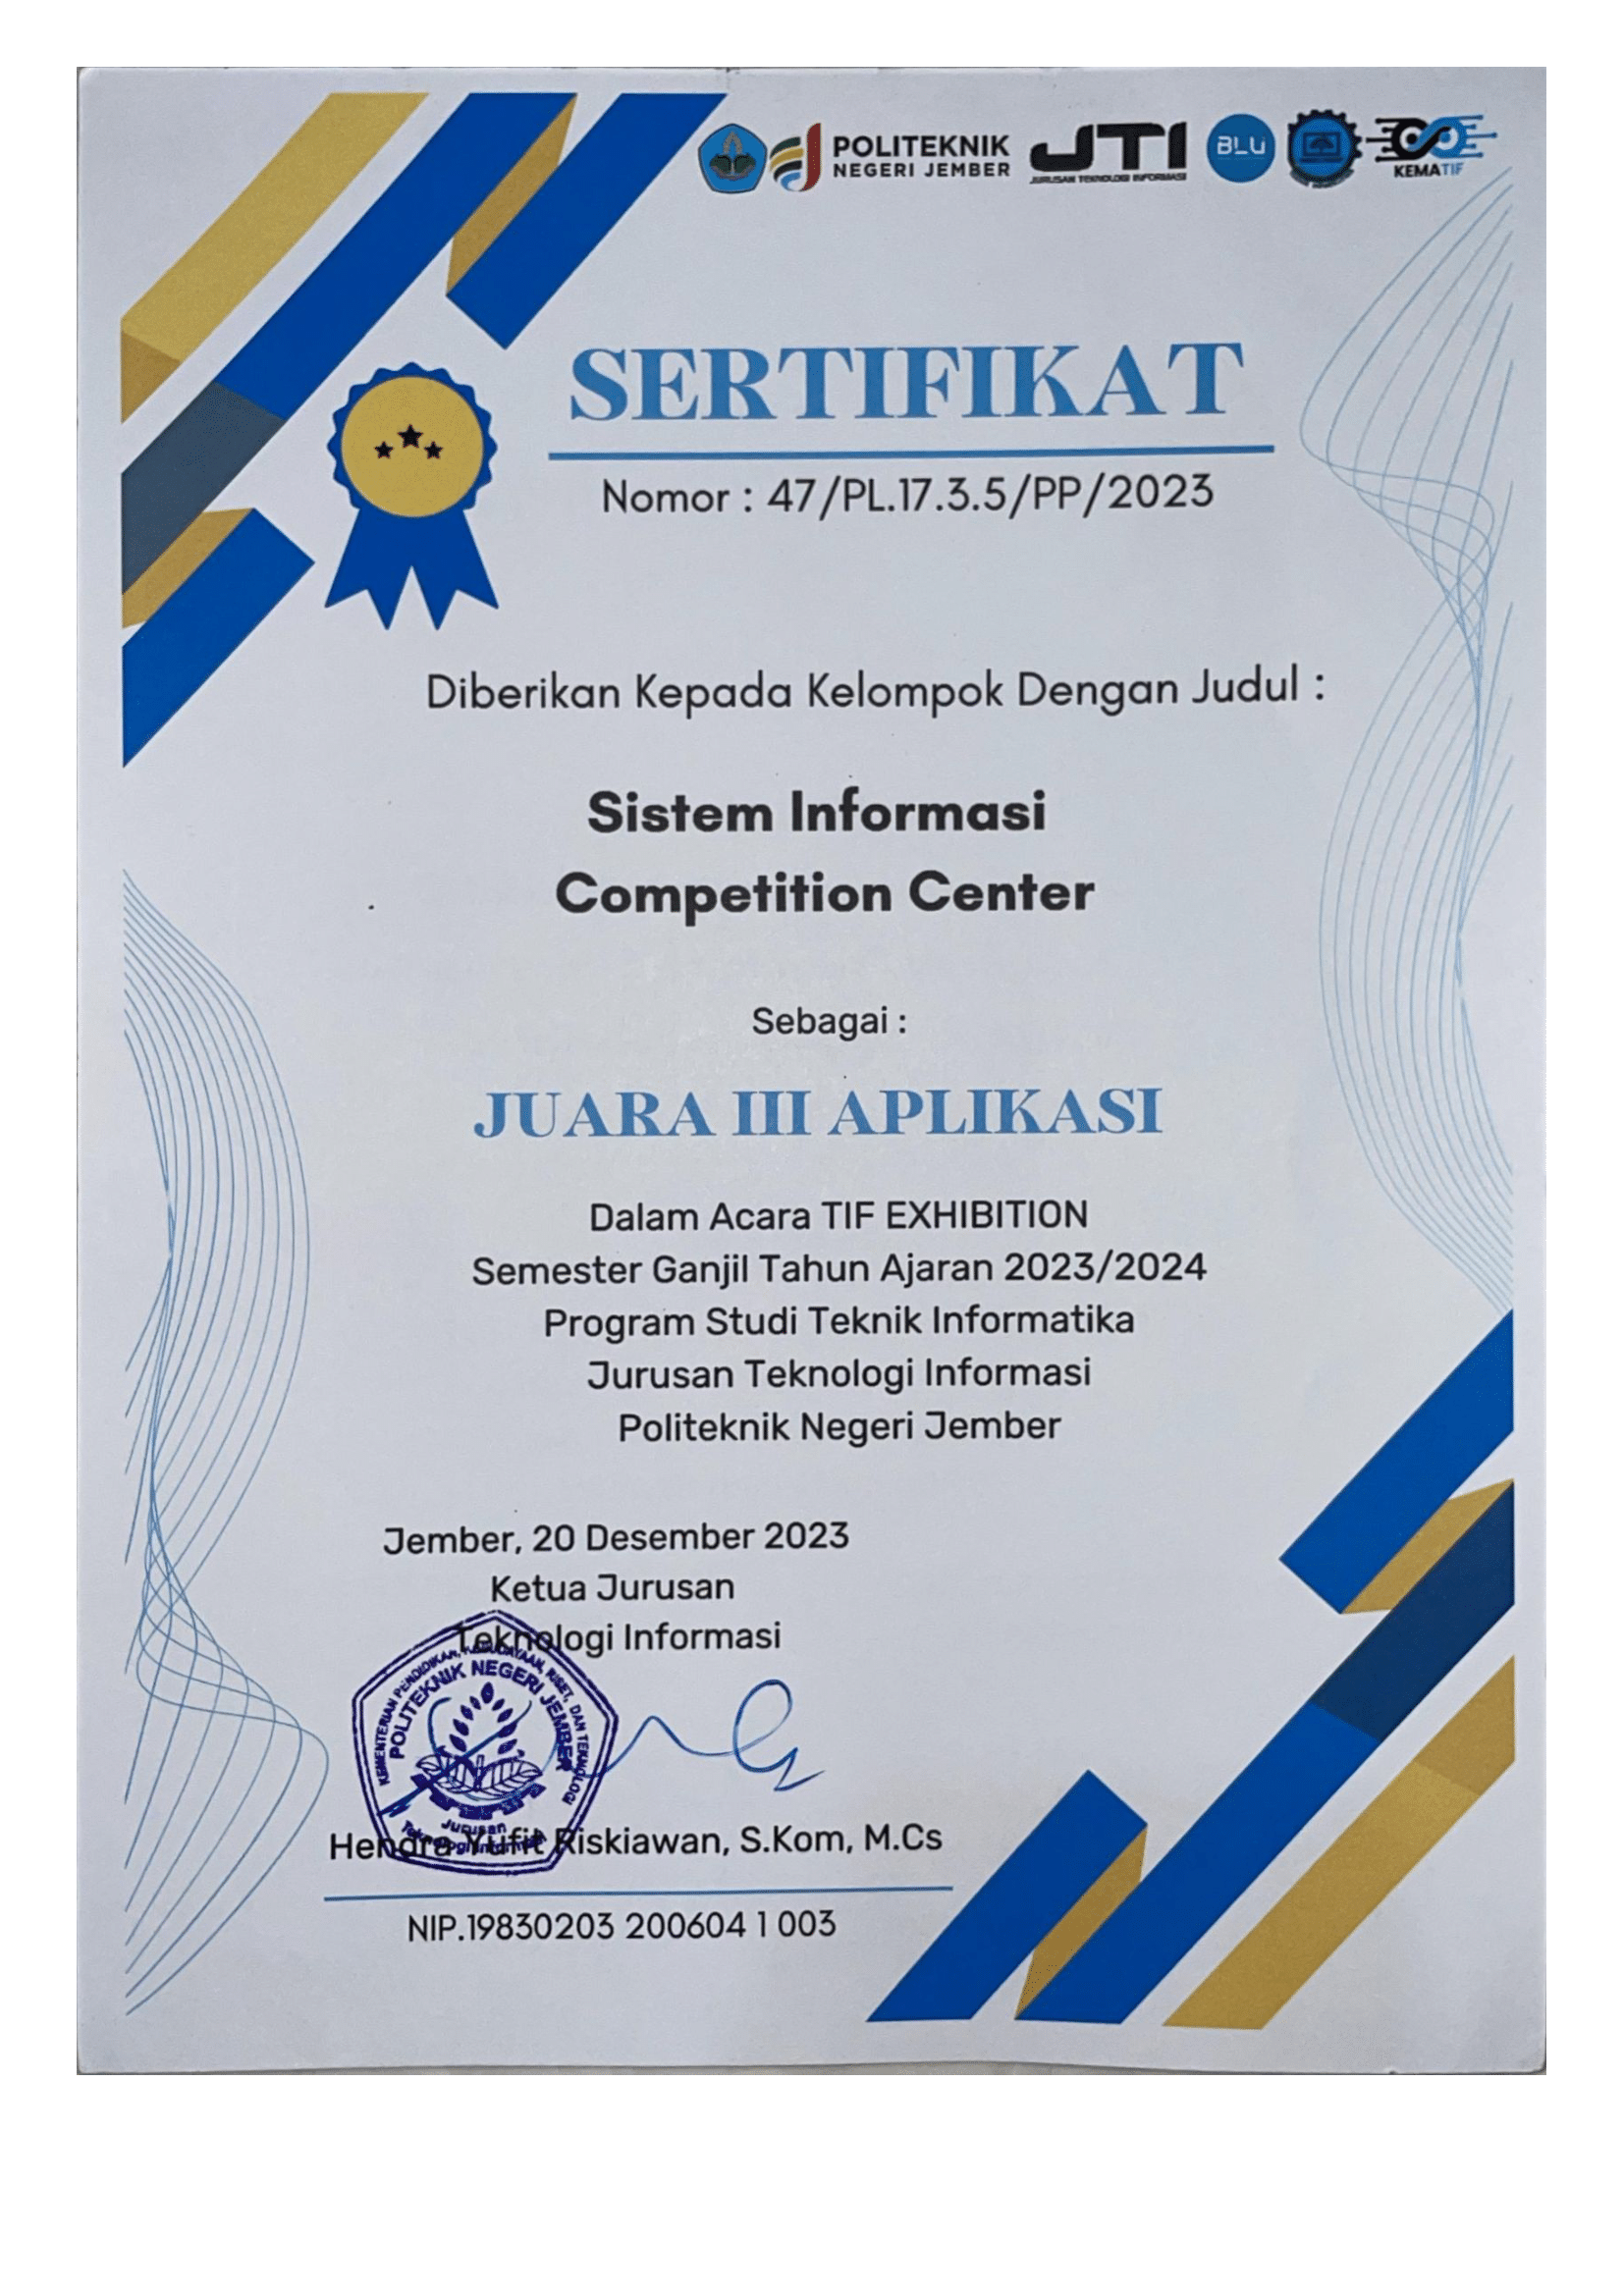 POLITEKNIK
NEGERI JEMBER
JTI
JURUSAN TEKNOLOGI INFORMASI
BLU
KEMATIF
SERTIFIKAT
Nomor : 47/PL.17.3.5/PP/2023
Diberikan Kepada Kelompok Dengan Judul :
Sistem Informasi
Competition Center
Sebagai :
JUARA III APLIKASI
Dalam Acara TIF EXHIBITION
Semester Ganjil Tahun Ajaran 2023/2024
Program Studi Teknik Informatika
Jurusan Teknologi Informasi
Politeknik Negeri Jember
Jember, 20 Desember 2023
Ketua Jurusan
Teknologi Informasi
KEMENTERIAN PENDIDIKAN, KEBUDAYAAN, RISET, DAN TEKNOLOGI
POLITEKNIK NEGERI JEMBER
Jurusan
Teknologi Informasi
Hendra Yufit Riskiawan, S.Kom, M.Cs
NIP.19830203 200604 1 003